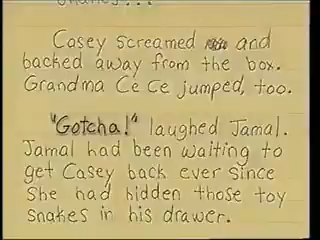 snakes...
Casey screamed and
backed away from the box.
Grandma Ce Ce jumped, too.
"Gotcha!" laughed Jamal.
Jamal had been waiting to
get Casey back ever since
She had hidden those toy
snakes in his drawer.